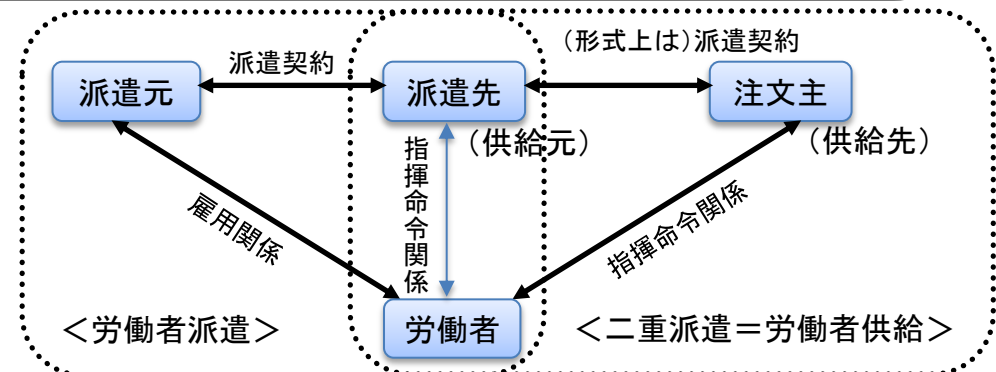 派遣契約
(形式上は)派遣契約
派遣元
派遣先
注文主
(供給元)
(供給先)
指揮命令関係
雇用関係
指揮命令関係
<労働者派遣>
労働者
<二重派遣=労働者供給>